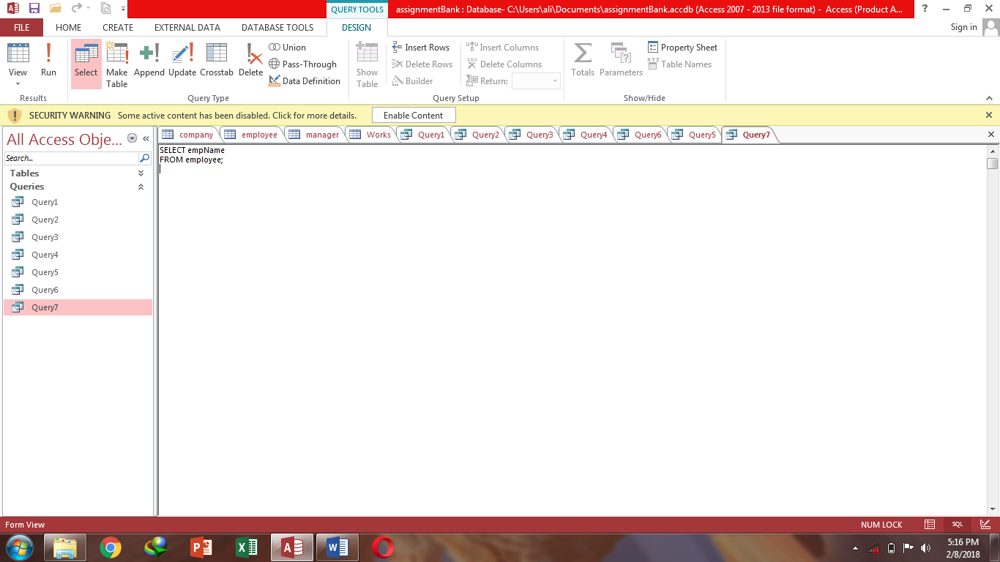 QUERY TOOLS
assignmentBank : Database- C:\Users\ali\Documents\assignmentBank.accdb (Access 2007 - 2013 file format) - Access (Product A...
FILE HOME CREATE EXTERNAL DATA DATABASE TOOLS DESIGN Sign in
View
Run
Results
Select
Make Table
Append
Update
Crosstab
Delete
Union
Pass-Through
Data Definition
Query Type
Show Table
Insert Rows
Delete Rows
Builder
Insert Columns
Delete Columns
Return:
Query Setup
Totals
Parameters
Property Sheet
Table Names
Show/Hide
SECURITY WARNING Some active content has been disabled. Click for more details. Enable Content
All Access Obje...
Search...
Tables
Queries
Query1
Query2
Query3
Query4
Query5
Query6
Query7
company employee manager Works Query1 Query2 Query3 Query4 Query6 Query5 Query7
SELECT empName
FROM employee;
Form View NUM LOCK SQL
5:16 PM
2/8/2018